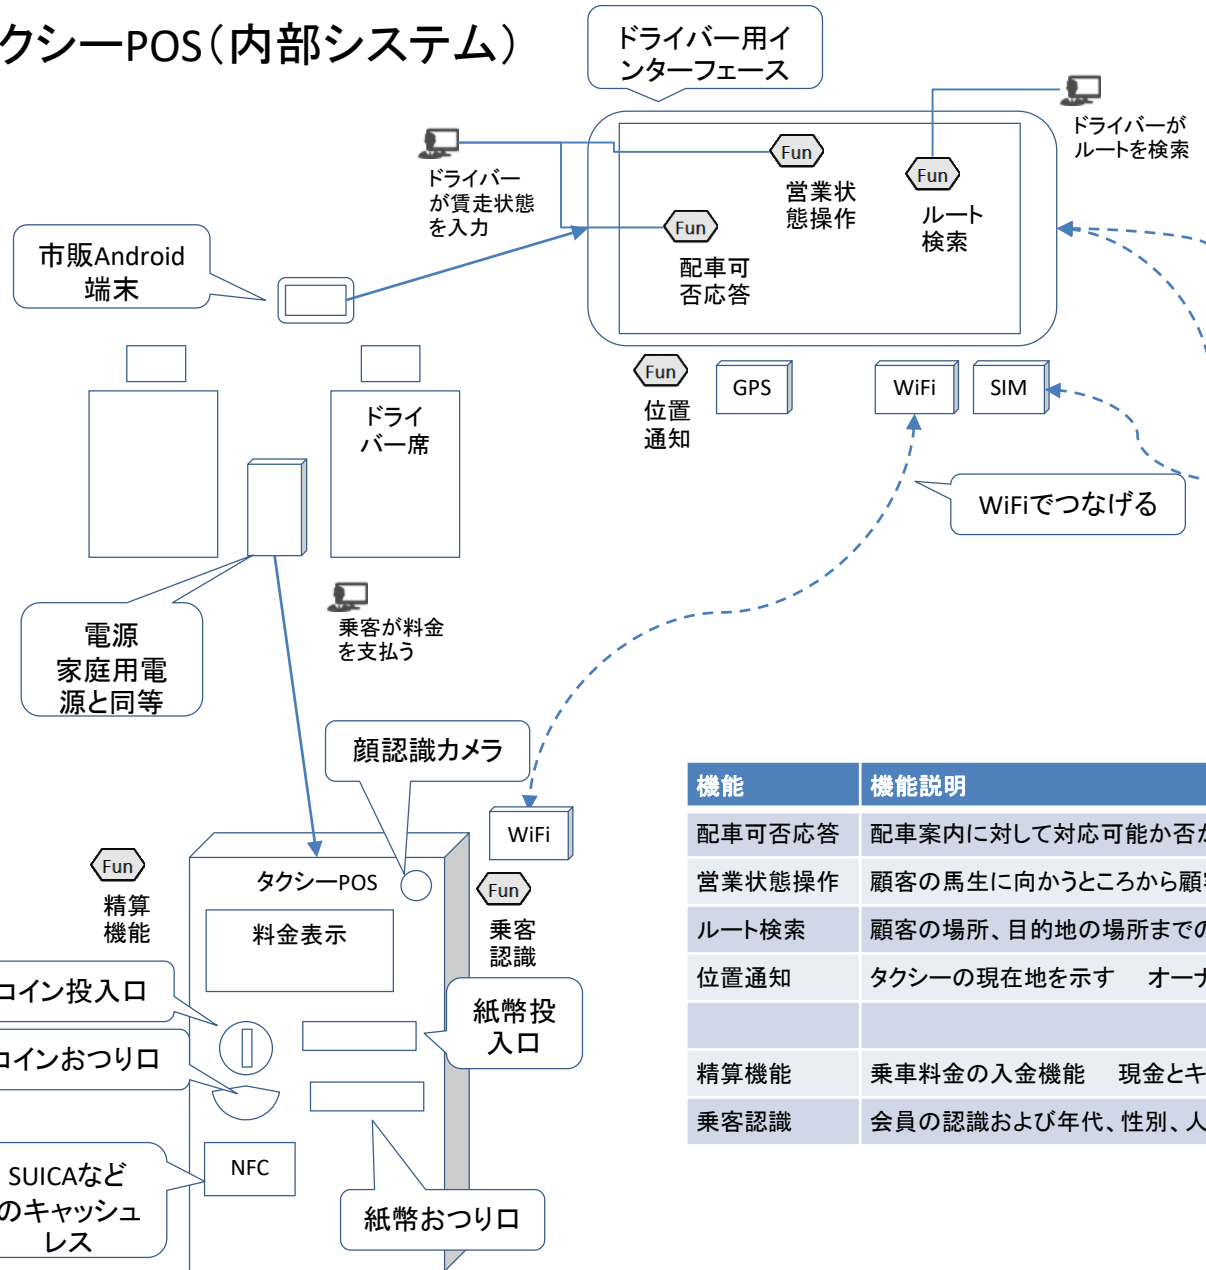 クシーPOS（内部システム）
ドライバー用イ
ンターフェース
ドライバーが
ルートを検索
ドライバー
が賃走状態
を入力
Fun
営業状
態操作
Fun
ルート
検索
Fun
配車可
否応答
市販Android
端末
Fun
位置
通知
GPS
WiFi
SIM
ドライ
バー席
WiFiでつなげる
電源
家庭用電
源と同等
乗客が料金
を支払う
顔認識カメラ
WiFi
Fun
精算
機能
タクシーPOS
料金表示
Fun
乗客
認識
コイン投入口
紙幣投
入口
コインおつり口
NFC
SUICAなど
のキャッシュ
レス
紙幣おつり口
機能 機能説明
配車可否応答 配車案内に対して対応可能か否か
営業状態操作 顧客の馬生に向かうところから顧客
ルート検索 顧客の場所、目的地の場所までの
位置通知 タクシーの現在地を示す オーナ
精算機能 乗車料金の入金機能 現金とキ
乗客認識 会員の認識および年代、性別、人